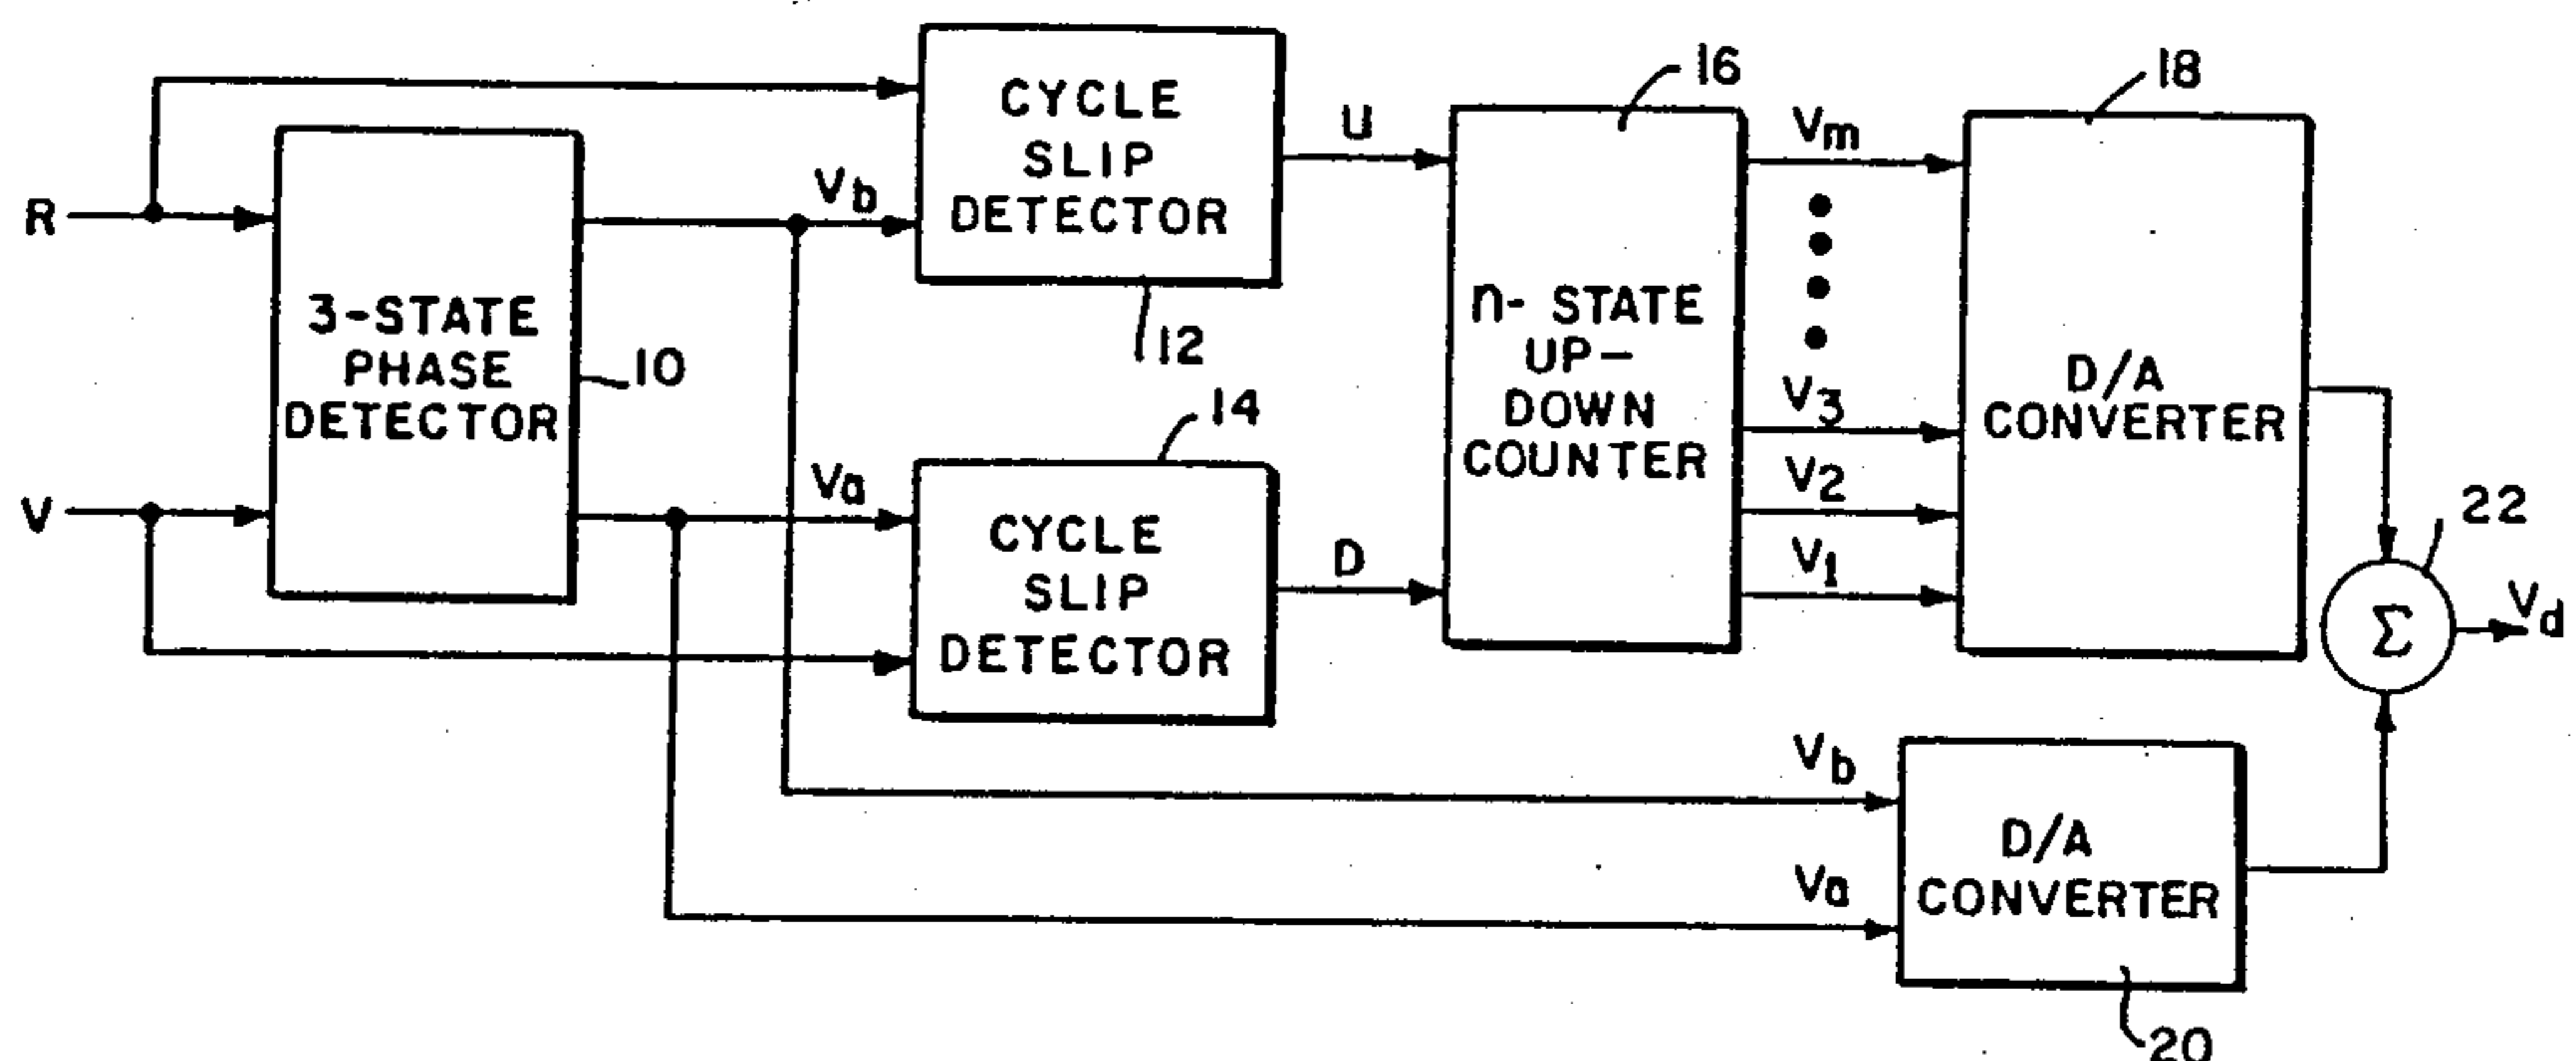 R
V
3-STATE
PHASE
DETECTOR
10
Vb
Va
CYCLE
SLIP
DETECTOR
12
14
CYCLE
SLIP
DETECTOR
U
D
16
n- STATE
UP-
DOWN
COUNTER
Vm
V3
V2
V1
18
D/A
CONVERTER
22
Σ
Vd
Vb
Va
D/A
CONVERTER
20